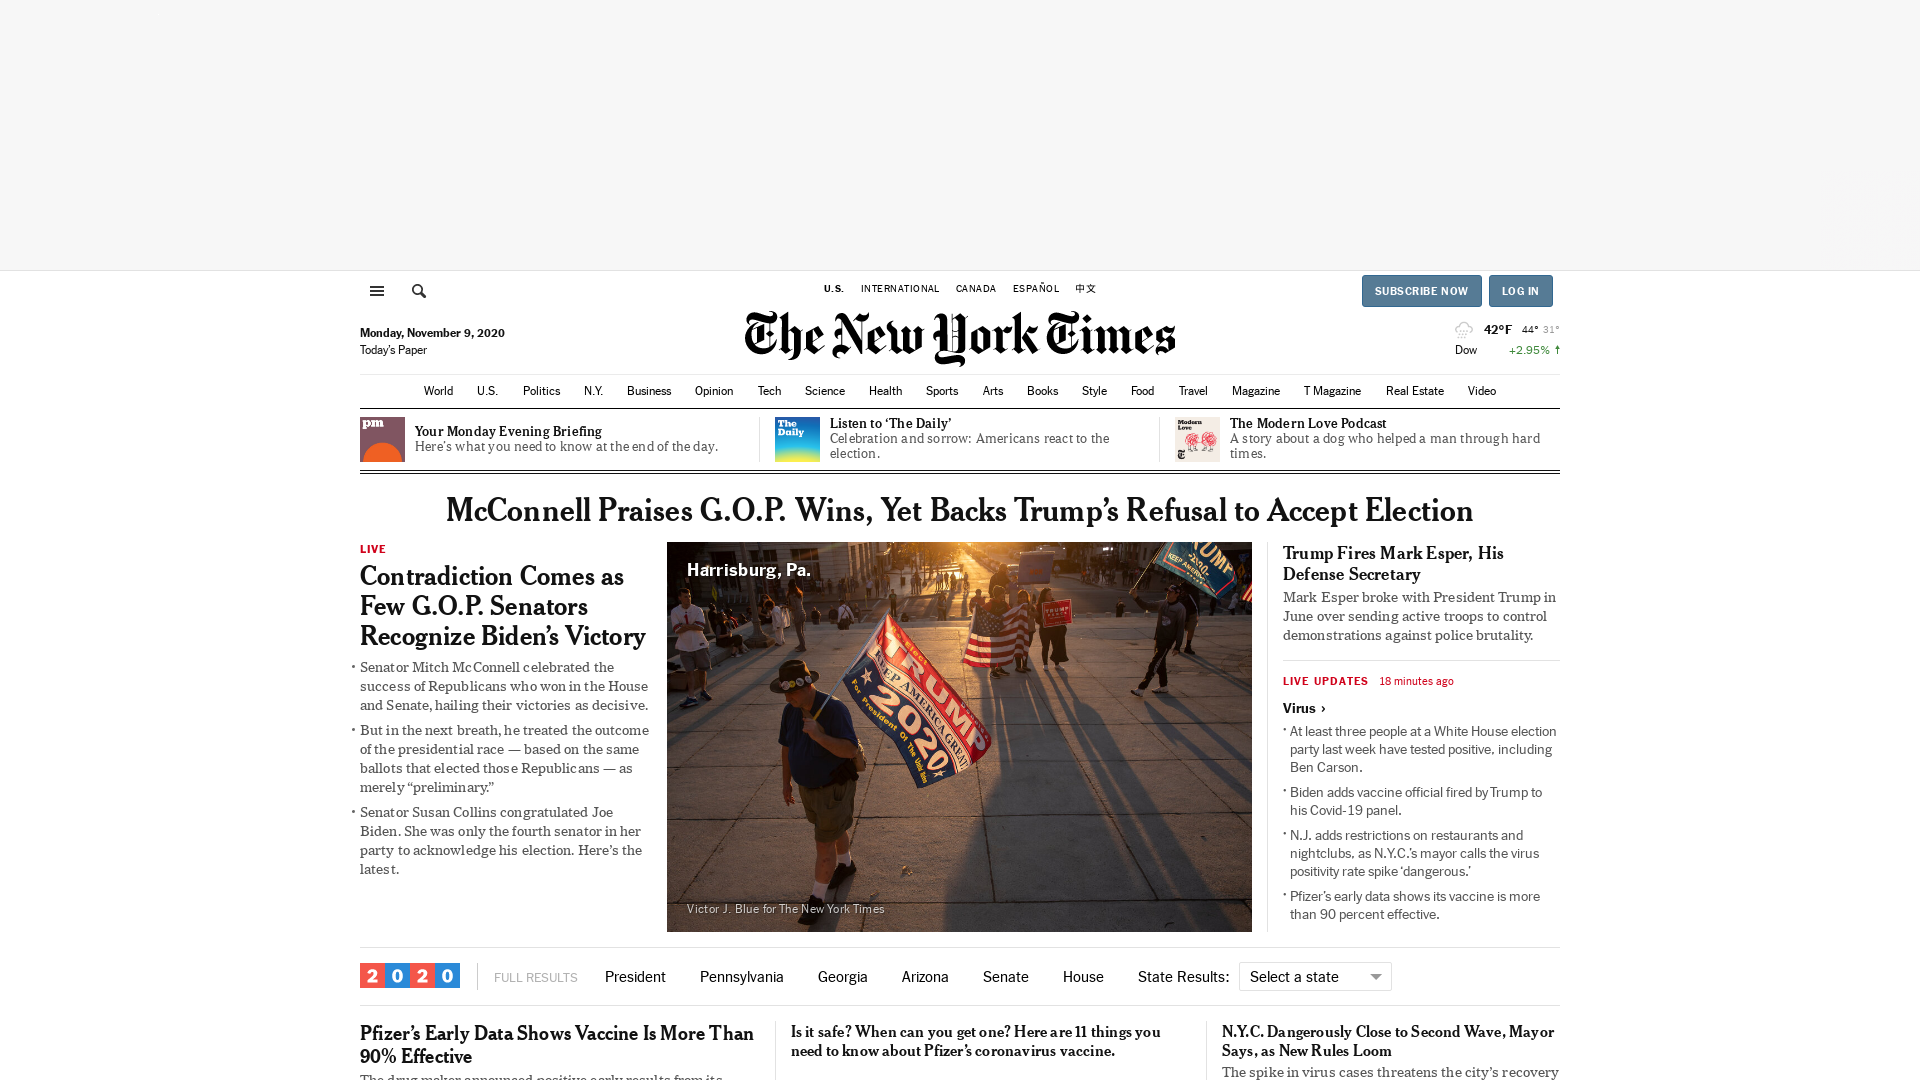 U.S. INTERNATIONAL CANADA ESPAÑOL 中文
SUBSCRIBE NOW LOG IN
Monday, November 9, 2020
Today's Paper
The New York Times
42°F 44° 31°
Dow +2.95% ↑
World U.S. Politics N.Y. Business Opinion Tech Science Health Sports Arts Books Style Food Travel Magazine T Magazine Real Estate Video
pm
Your Monday Evening Briefing
Here's what you need to know at the end of the day.
The
Daily
Listen to ‘The Daily’
Celebration and sorrow: Americans react to the
election.
Modern
Love
The Modern Love Podcast
A story about a dog who helped a man through hard
times.
McConnell Praises G.O.P. Wins, Yet Backs Trump’s Refusal to Accept Election
LIVE
Contradiction Comes as
Few G.O.P. Senators
Recognize Biden’s Victory
• Senator Mitch McConnell celebrated the
success of Republicans who won in the House
and Senate, hailing their victories as decisive.
• But in the next breath, he treated the outcome
of the presidential race — based on the same
ballots that elected those Republicans — as
merely “preliminary.”
• Senator Susan Collins congratulated Joe
Biden. She was only the fourth senator in her
party to acknowledge his election. Here’s the
latest.
Harrisburg, Pa.
TRUMP
2020
KEEP AMERICA
TRUMP
TRUMP
KEEP AMERICA GREAT
2020
For President Of The
Victor J. Blue for The New York Times
Trump Fires Mark Esper, His
Defense Secretary
Mark Esper broke with President Trump in
June over sending active troops to control
demonstrations against police brutality.
LIVE UPDATES 18 minutes ago
Virus ›
• At least three people at a White House election
party last week have tested positive, including
Ben Carson.
• Biden adds vaccine official fired by Trump to
his Covid-19 panel.
• N.J. adds restrictions on restaurants and
nightclubs, as N.Y.C.’s mayor calls the virus
positivity rate spike ‘dangerous.’
• Pfizer’s early data shows its vaccine is more
than 90 percent effective.
2020 FULL RESULTS President Pennsylvania Georgia Arizona Senate House State Results: Select a state
Pfizer’s Early Data Shows Vaccine Is More Than
90% Effective
The drug maker announced positive early results from its
Is it safe? When can you get one? Here are 11 things you
need to know about Pfizer’s coronavirus vaccine.
N.Y.C. Dangerously Close to Second Wave, Mayor
Says, as New Rules Loom
The spike in virus cases threatens the city’s recovery